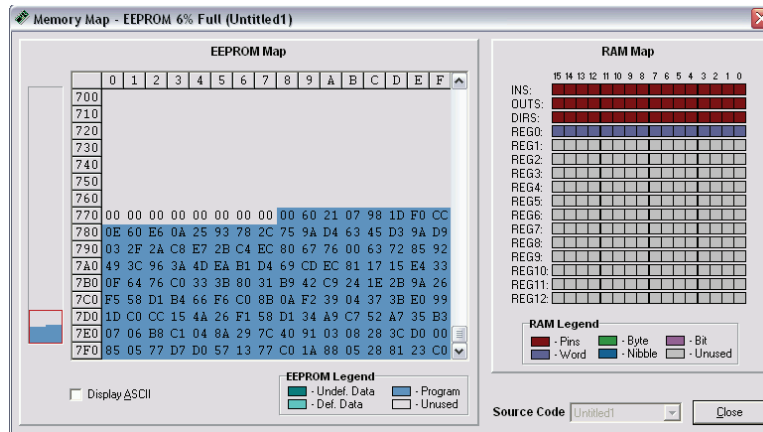 Memory Map - EEPROM 6% Full (Untitled1)
EEPROM Map
0 1 2 3 4 5 6 7 8 9 A B C D E F
700
710
720
730
740
750
760
770 00 00 00 00 00 00 00 00 00 60 21 07 98 1D F0 CC
780 0E 60 E6 0A 25 93 78 2C 75 9A D4 63 45 D3 9A D9
790 03 2F 2A C8 E7 2B C4 EC 80 67 76 00 63 72 85 92
7A0 49 3C 96 3A 4D EA B1 D4 69 CD EC 81 17 15 E4 33
7B0 0F 64 76 C0 33 3B 80 31 B9 42 C9 24 1E 2B 9A 26
7C0 F5 58 D1 B4 66 F6 C0 8B 0A F2 39 04 37 3B E0 99
7D0 1D C0 CC 15 4A 26 F1 58 D1 34 A9 C7 52 A7 35 B3
7E0 07 06 B8 C1 04 8A 29 7C 40 91 03 08 28 3C D0 00
7F0 85 05 77 D7 D0 57 13 77 C0 1A 88 05 28 81 23 C0
Display ASCII
EEPROM Legend
- Undef. Data - Program
- Def. Data - Unused
RAM Map
15 14 13 12 11 10 9 8 7 6 5 4 3 2 1 0
INS:
OUTS:
DIRS:
REG0:
REG1:
REG2:
REG3:
REG4:
REG5:
REG6:
REG7:
REG8:
REG9:
REG10:
REG11:
REG12:
RAM Legend
- Pins - Byte - Bit
- Word - Nibble - Unused
Source Code Untitled1 Close